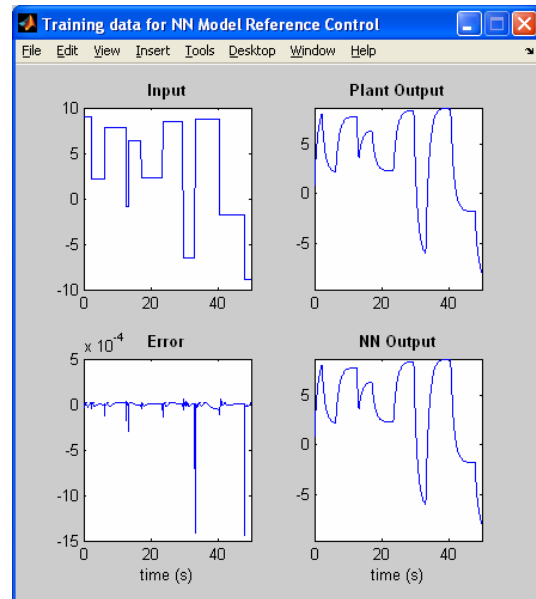 Training data for NN Model Reference Control
File Edit View Insert Tools Desktop Window Help
Input
10
5
0
-5
-10
0 20 40
Plant Output
5
0
-5
0 20 40
Error
x 10^-4
5
0
-5
-10
-15
0 20 40
time (s)
NN Output
5
0
-5
0 20 40
time (s)